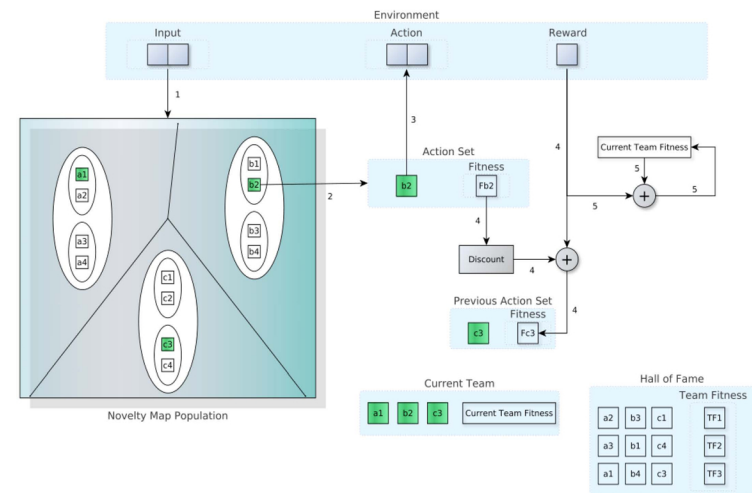 Environment
Input Action Reward
1
3
4
a1
a2
a3
a4
b1
b2
b3
b4
c1
c2
c3
c4
2
Action Set
Fitness
b2 Fb2
Current Team Fitness
5
+
5
5
4
Discount
4
+
4
Previous Action Set
Fitness
c3 Fc3
Novelty Map Population
Current Team
a1 b2 c3 Current Team Fitness
Hall of Fame
Team Fitness
a2 b3 c1 TF1
a3 b1 c4 TF2
a1 b4 c3 TF3